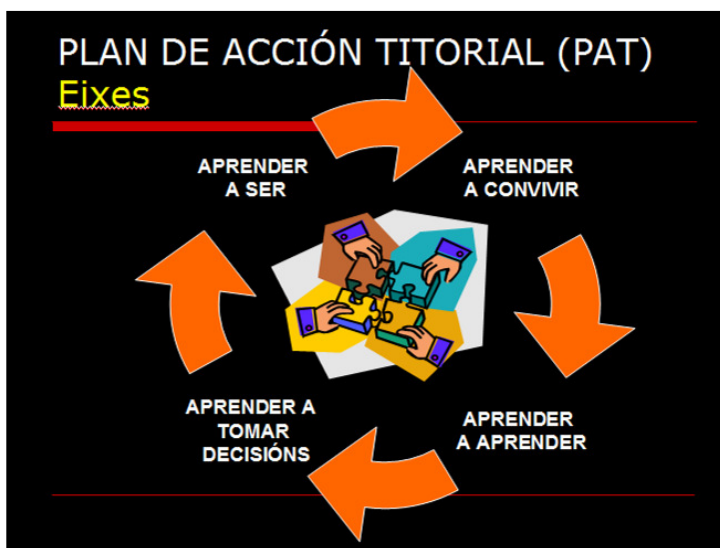 PLAN DE ACCIÓN TITORIAL (PAT)
Eixes
APRENDER
A SER
APRENDER
A CONVIVIR
APRENDER A
TOMAR
DECISIÓNS
APRENDER
A APRENDER